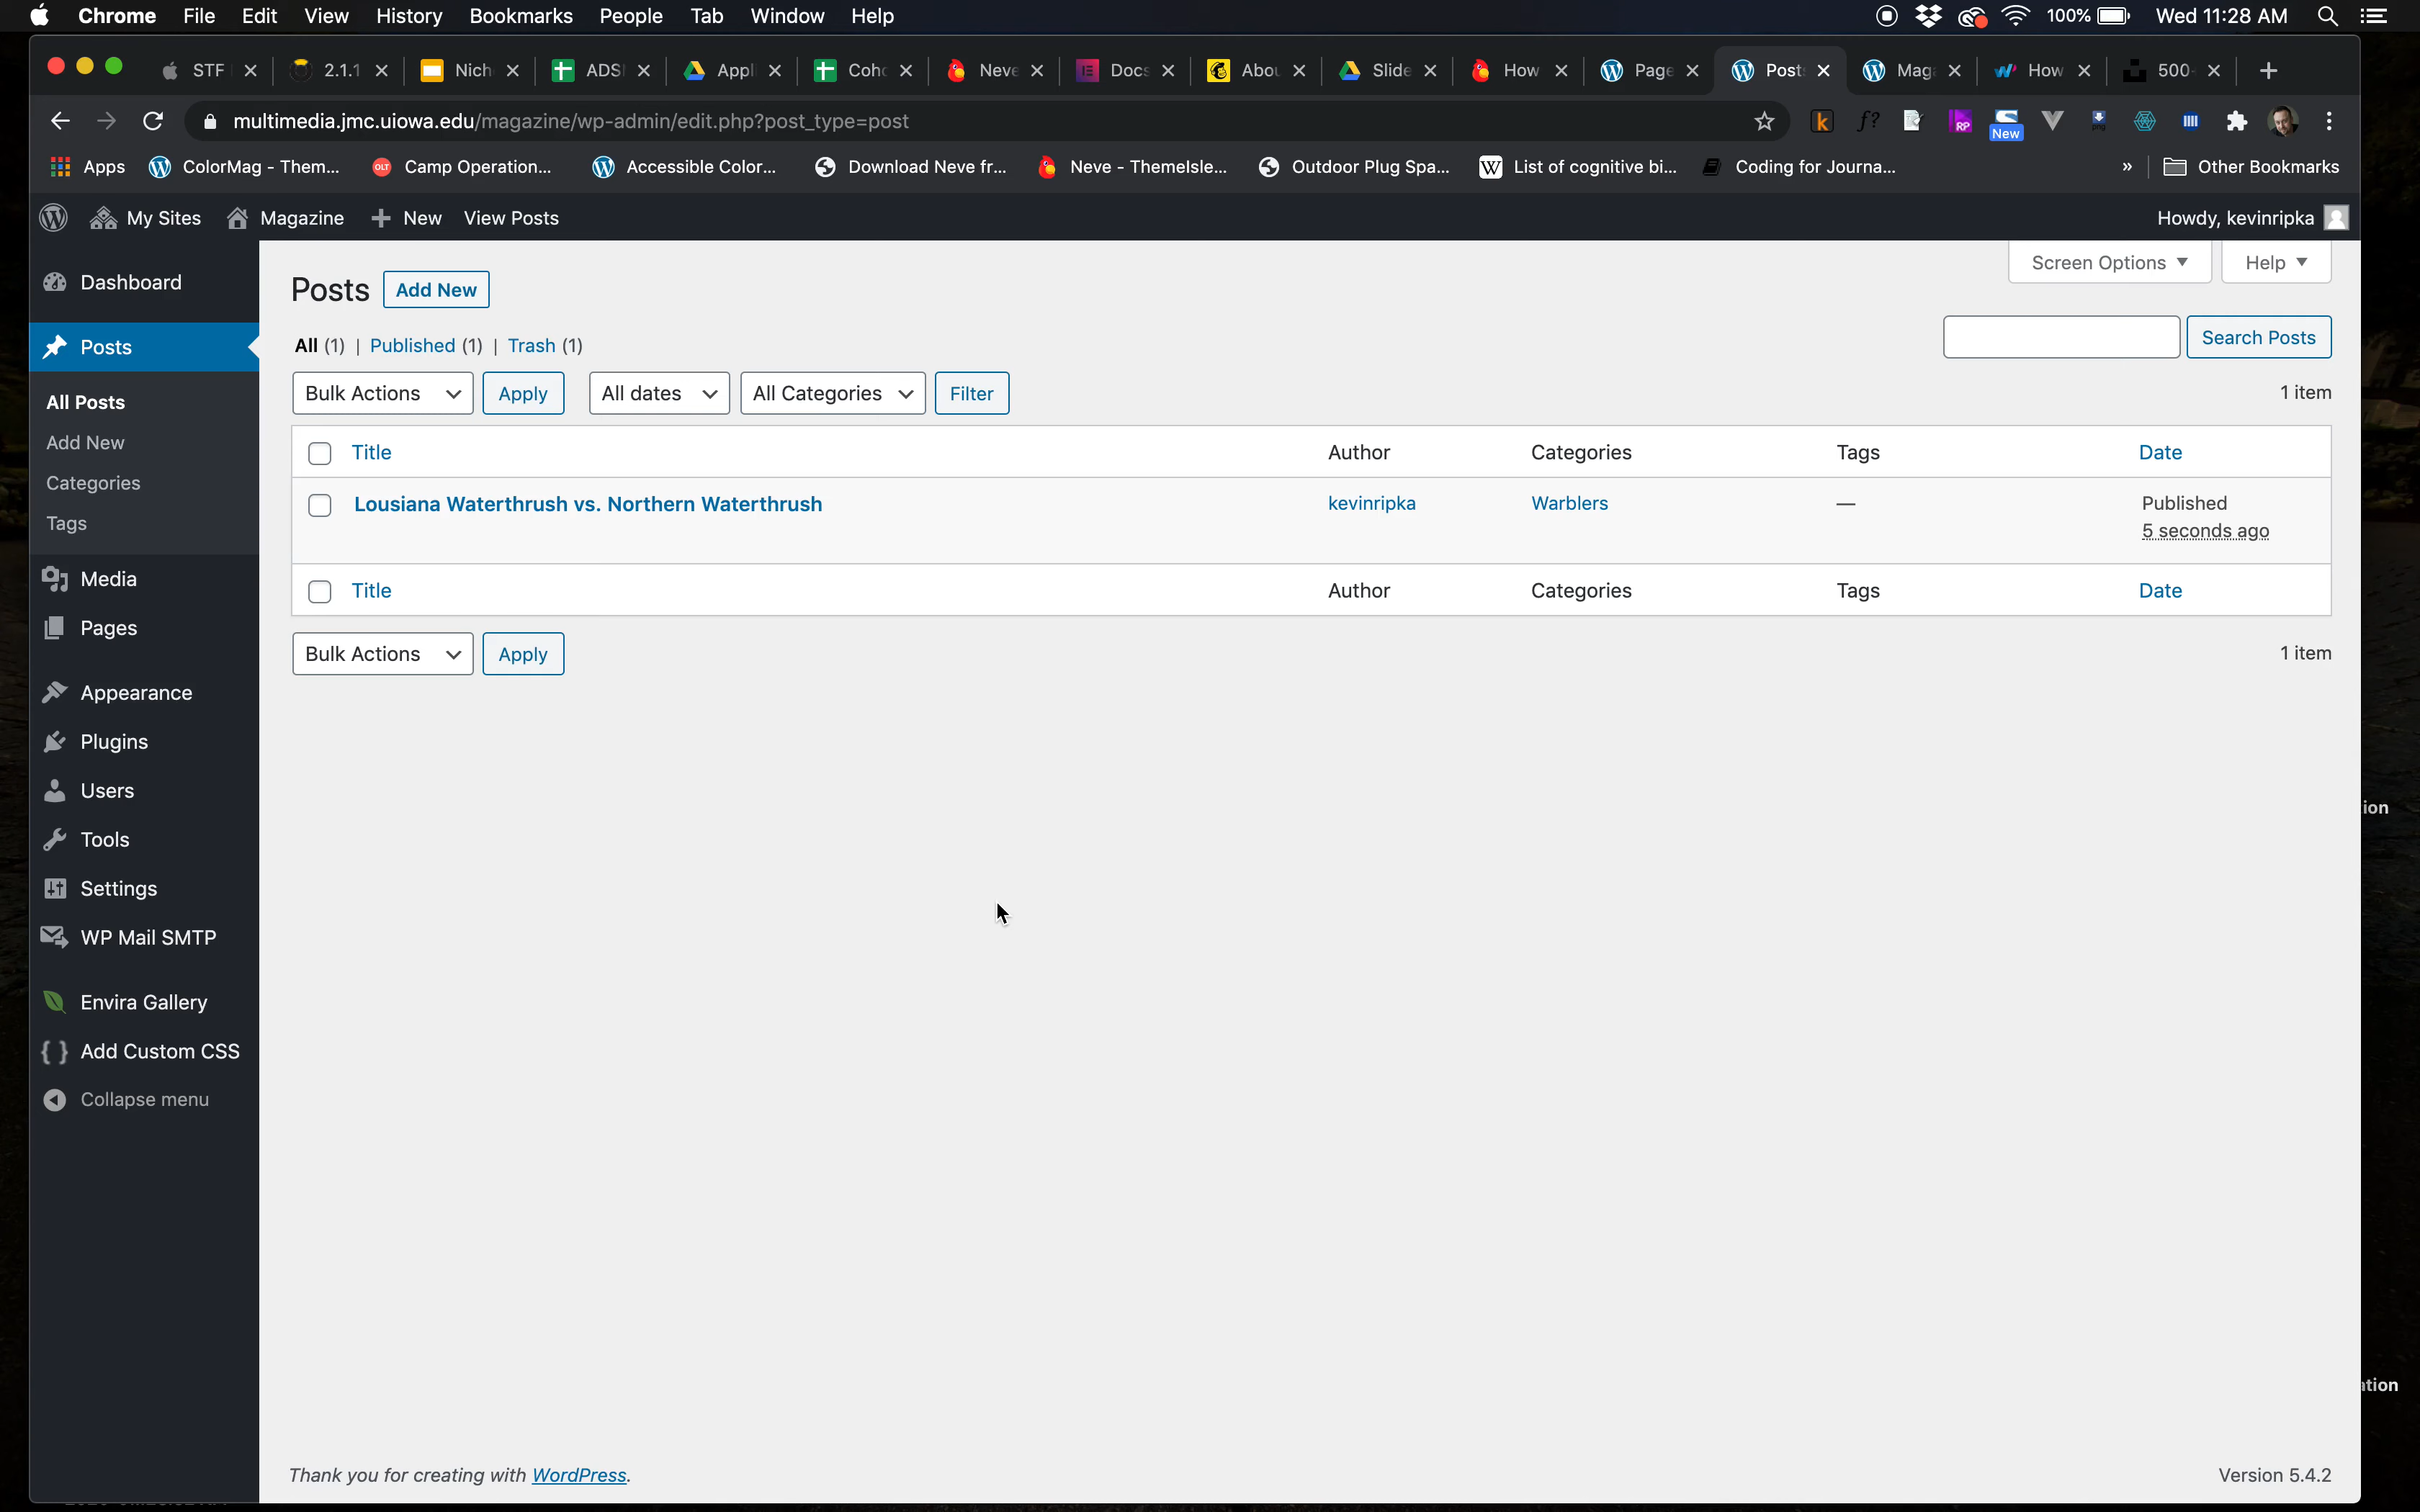 Chrome File Edit View History Bookmarks People Tab Window Help 100% Wed 11:28 AM
STF 2.1.1 Nich ADS Appl Coho Neve Docs Abou Slide How Page Post Mag How 500-
multimedia.jmc.uiowa.edu/magazine/wp-admin/edit.php?post_type=post
New
Apps ColorMag - Them... Camp Operation... Accessible Color... Download Neve fr... Neve - ThemeIsle... Outdoor Plug Spa... List of cognitive bi... Coding for Journa... » Other Bookmarks
My Sites Magazine New View Posts Howdy, kevinripka
Screen Options Help
Dashboard
Posts Add New
Posts
All (1) | Published (1) | Trash (1) Search Posts
Bulk Actions Apply All dates All Categories Filter 1 item
All Posts
Add New
Categories
Tags
Title Author Categories Tags Date
Lousiana Waterthrush vs. Northern Waterthrush kevinripka Warblers — Published
5 seconds ago
Title Author Categories Tags Date
Bulk Actions Apply 1 item
Media
Pages
Appearance
Plugins
Users
Tools
Settings
WP Mail SMTP
Envira Gallery
Add Custom CSS
Collapse menu
ion
ation
Thank you for creating with WordPress. Version 5.4.2